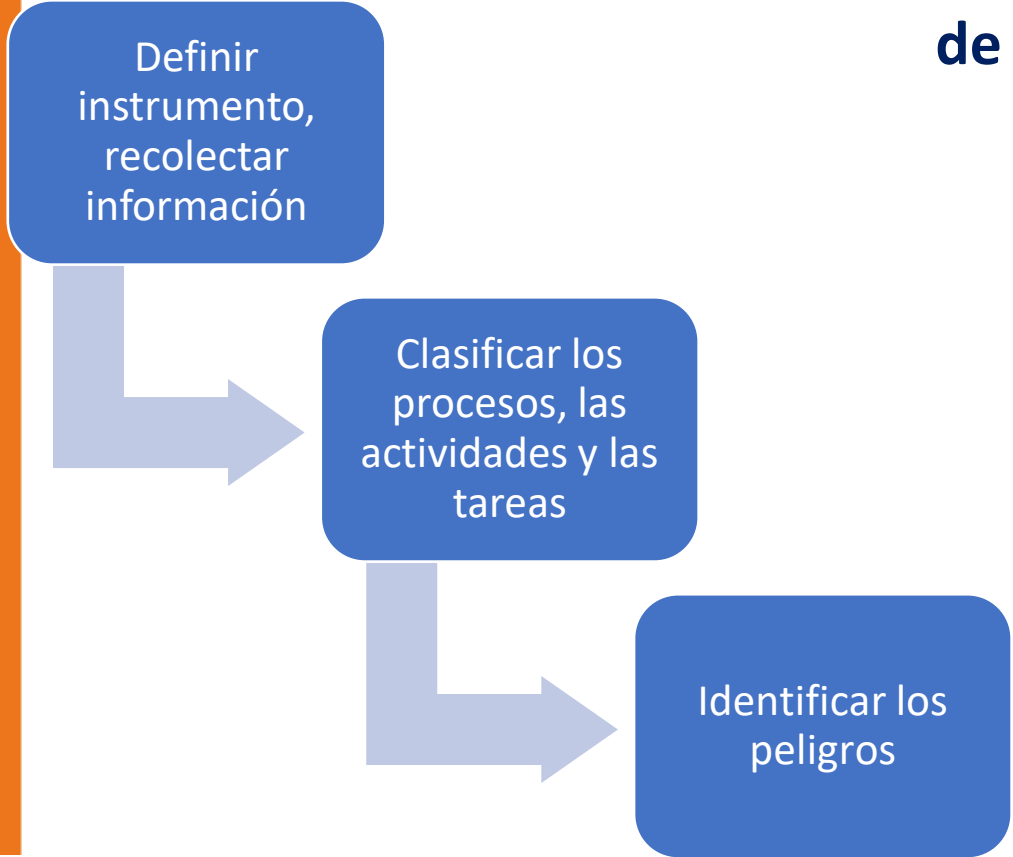 de
Definir
instrumento,
recolectar
información
Clasificar los
procesos, las
actividades y las
tareas
Identificar los
peligros